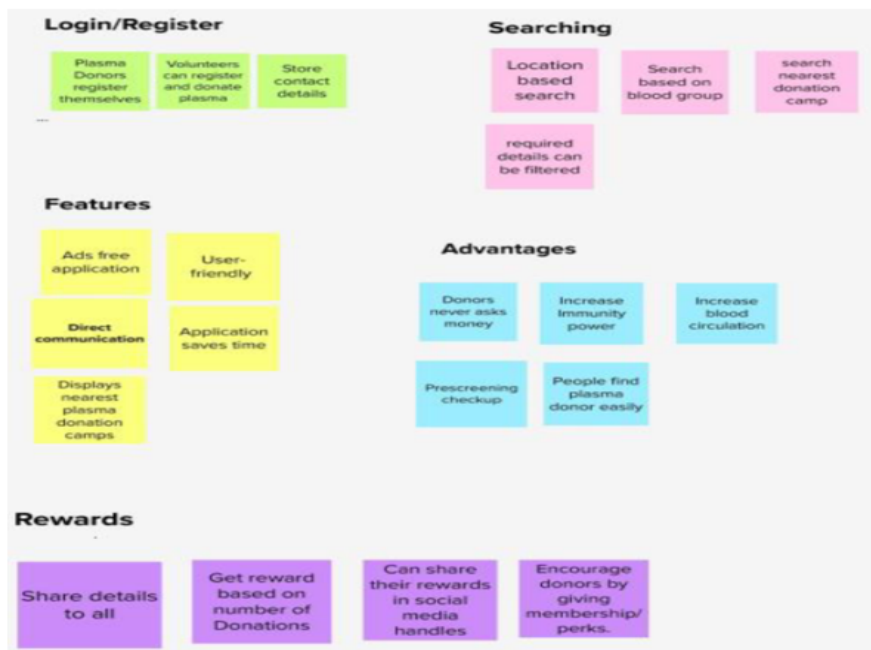 Login/Register
Plasma
Donors
register
themselves
Volunteers
can register
and donate
plasma
Store
contact
details
...
Searching
Location
based
search
Search
based on
blood group
search
nearest
donation
camp
required
details can
be filtered
Features
Ads free
application
User-
friendly
Direct
communication
Application
saves time
Displays
nearest
plasma
donation
camps
Advantages
Donors
never asks
money
Increase
Immunity
power
Increase
blood
circulation
Prescreening
checkup
People find
plasma
donor easily
Rewards
Share details
to all
Get reward
based on
number of
Donations
Can share
their rewards
in social
media
handles
Encourage
donors by
giving
membership/
perks.